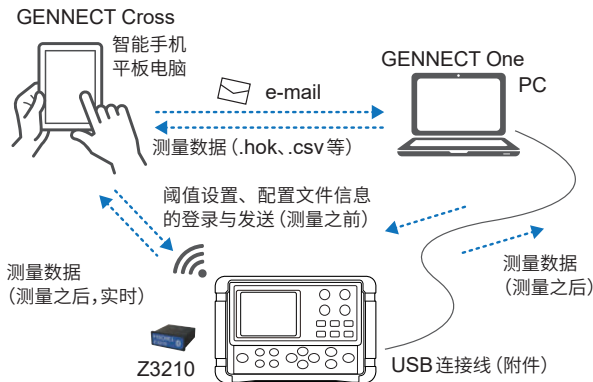 GENNECT Cross
智能手机
平板电脑
GENNECT One
PC
e-mail
测量数据（.hok、.csv等）
阈值设置、配置文件信息
的登录与发送（测量之前）
测量数据
（测量之后，实时）
测量数据
（测量之后）
Z3210
USB连接线（附件）